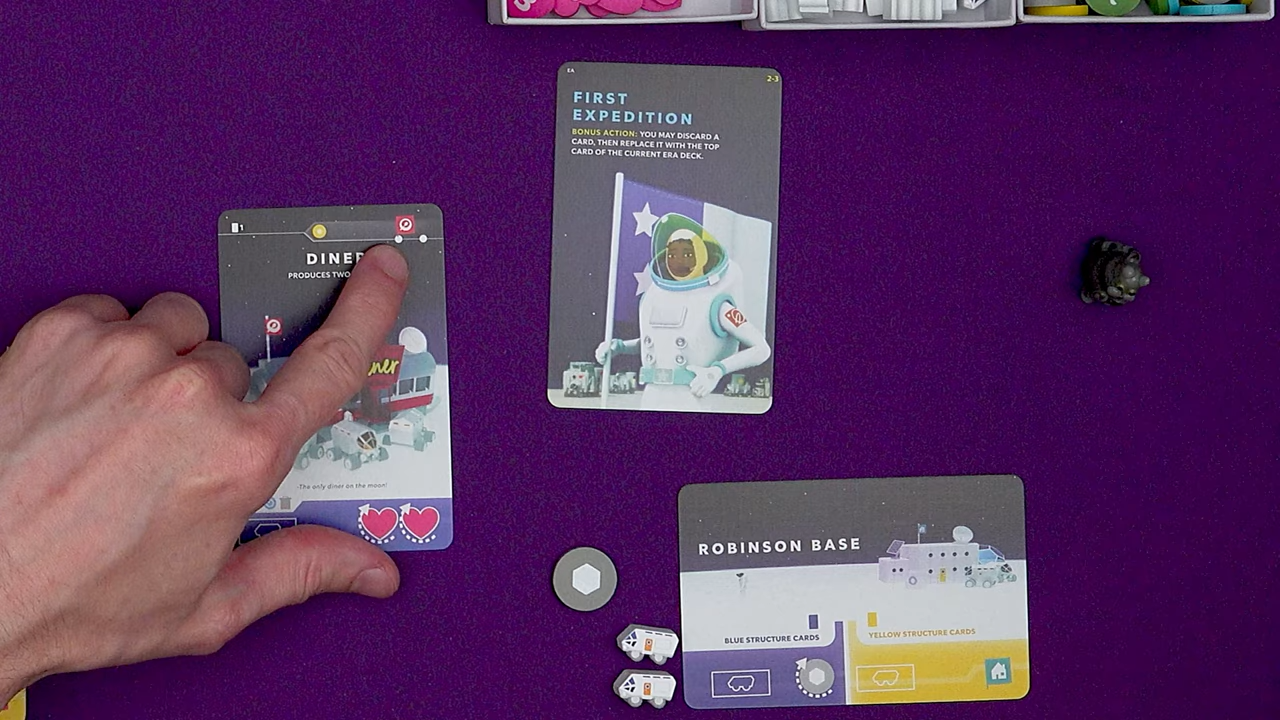 EA
2-3
FIRST
EXPEDITION
BONUS ACTION: YOU MAY DISCARD A
CARD, THEN REPLACE IT WITH THE TOP
CARD OF THE CURRENT ERA DECK.
1
DINER
PRODUCES TWO
-The only diner on the moon!
ROBINSON BASE
BLUE STRUCTURE CARDS
YELLOW STRUCTURE CARDS